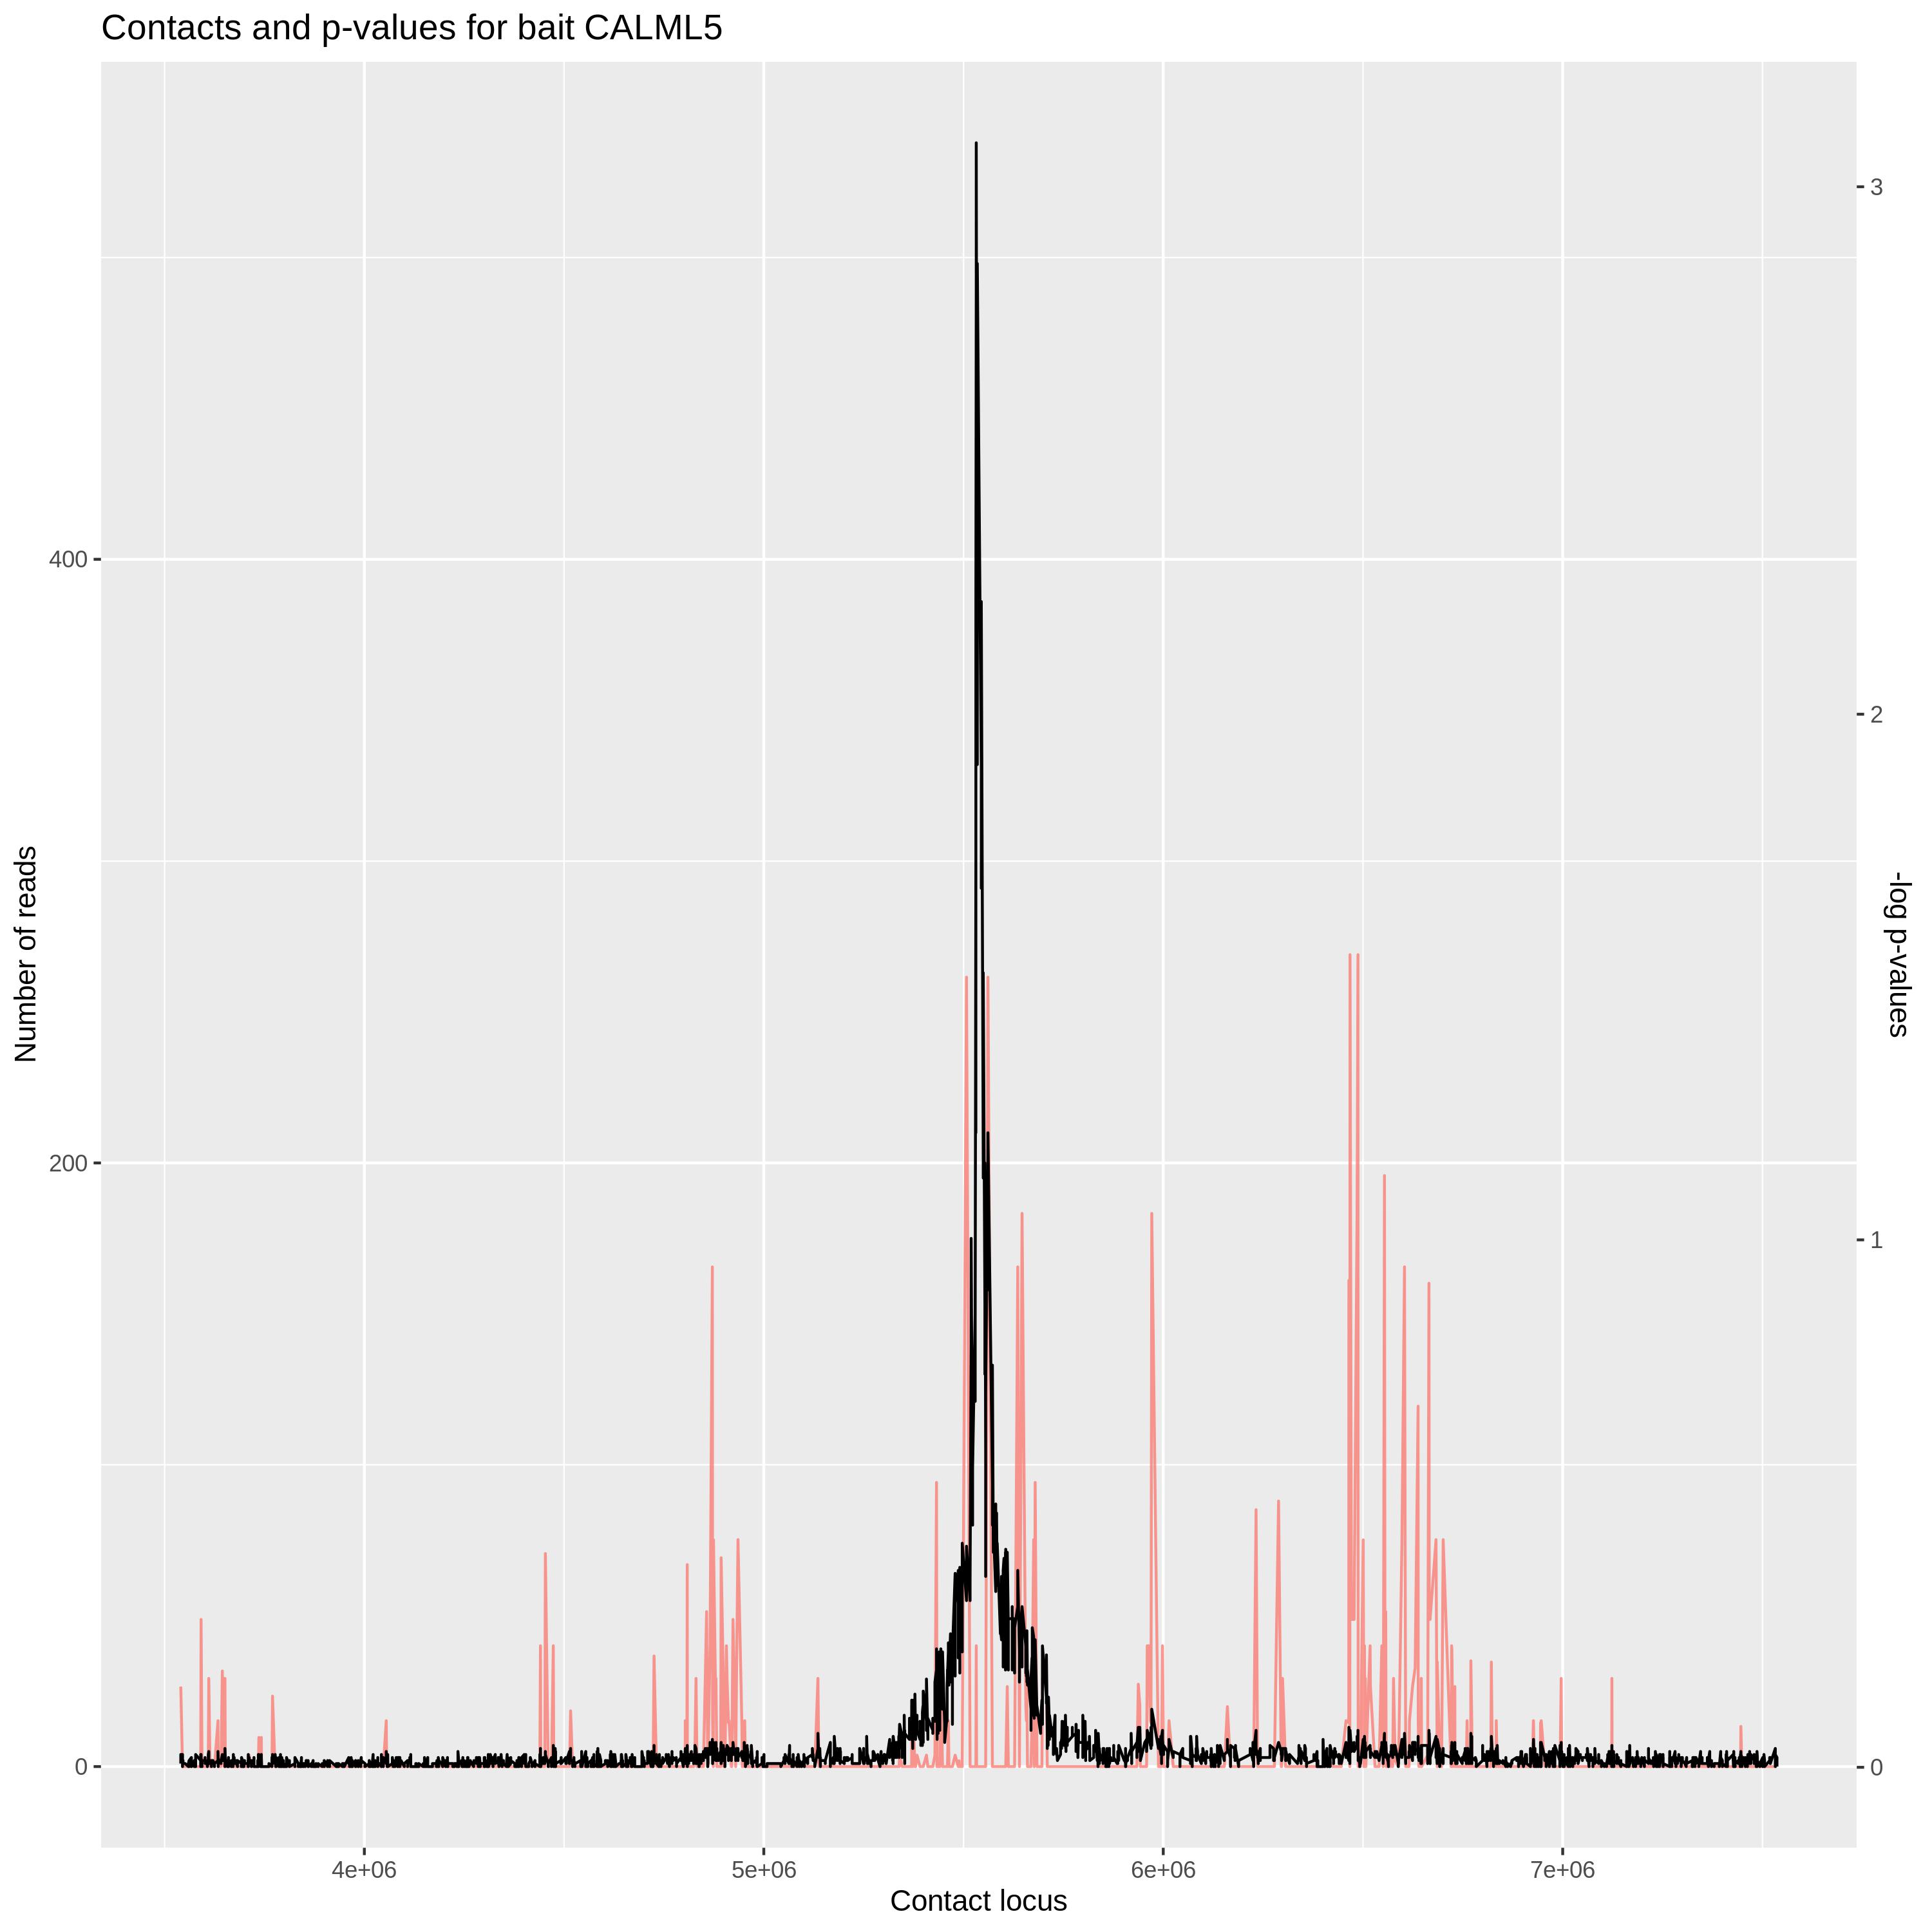 Contacts and p-values for bait CALML5
Number of reads
400
200
0
3
2
1
0
-log p-values
4e+06
5e+06
6e+06
7e+06
Contact locus